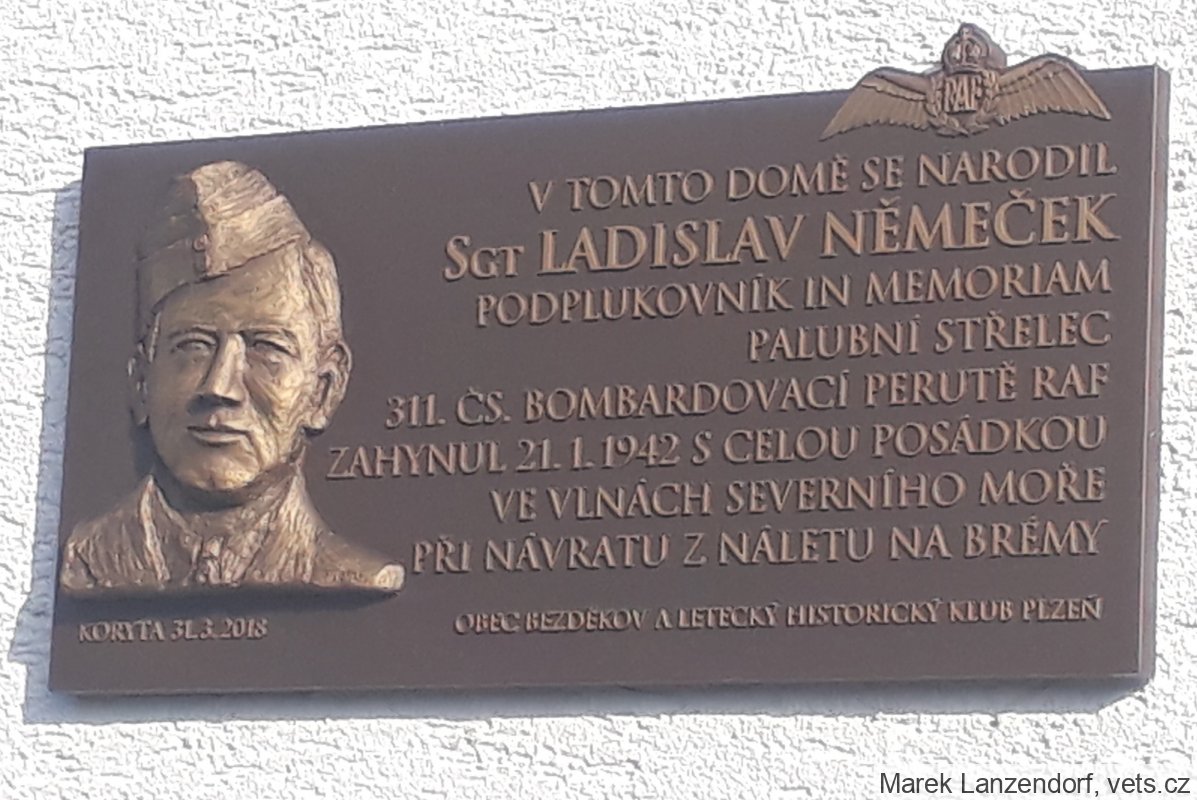 RAF
V TOMTO DOMĚ SE NARODIL
SGT LADISLAV NĚMEČEK
PODPLUKOVNÍK IN MEMORIAM
PALUBNÍ STŘELEC
311. ČS. BOMBARDOVACÍ PERUTĚ RAF
ZAHYNUL 21. 1. 1942 S CELOU POSÁDKOU
VE VLNÁCH SEVERNÍHO MOŘE
PŘI NÁVRATU Z NÁLETU NA BRÉMY
KORYTA 31.3.2018
OBEC BEZDĚKOV A LETECKÝ HISTORICKÝ KLUB PLZEŇ
Marek Lanzendorf, vets.cz